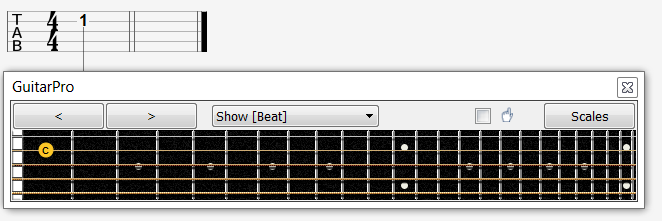 T 4 1
A 4
B
GuitarPro
< > Show [Beat] Scales
C